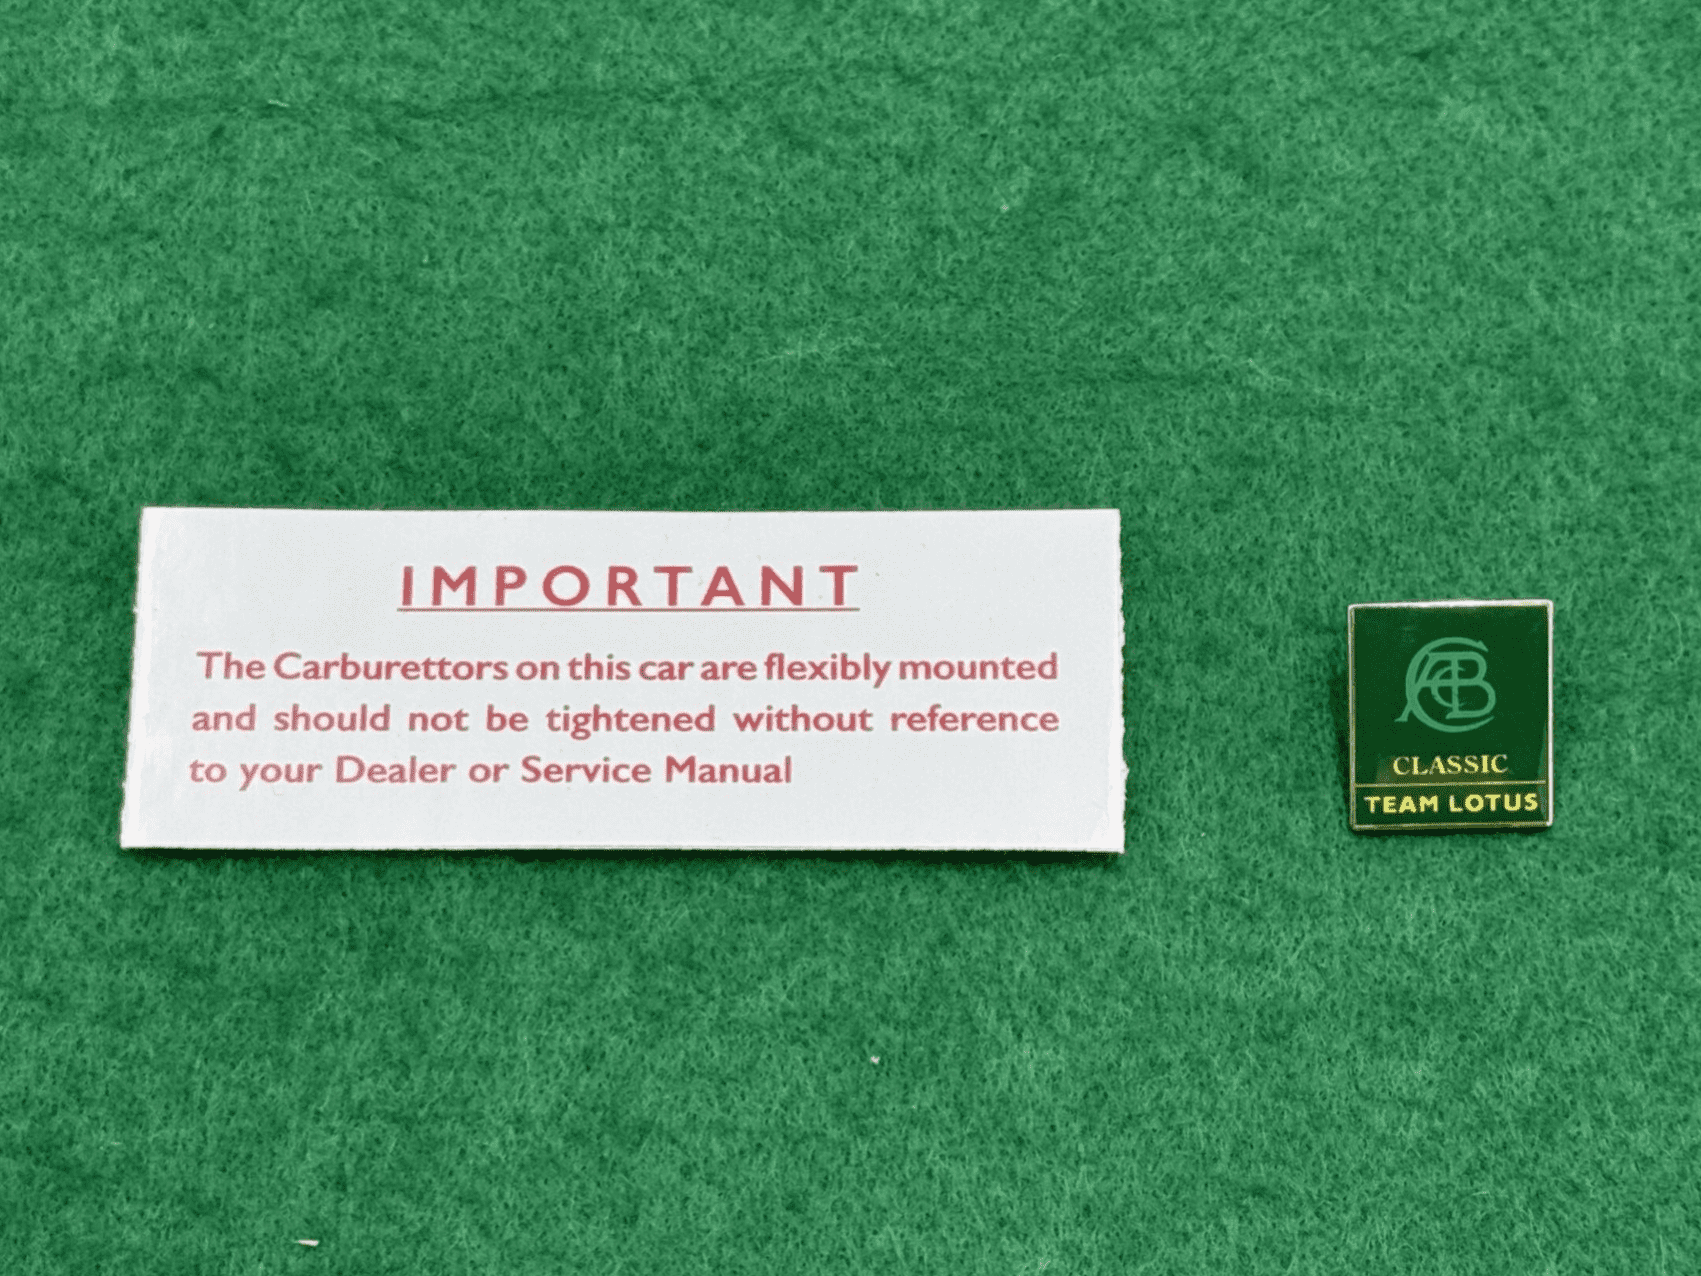 IMPORTANT
The Carburettors on this car are flexibly mounted
and should not be tightened without reference
to your Dealer or Service Manual
ACBC
CLASSIC
TEAM LOTUS